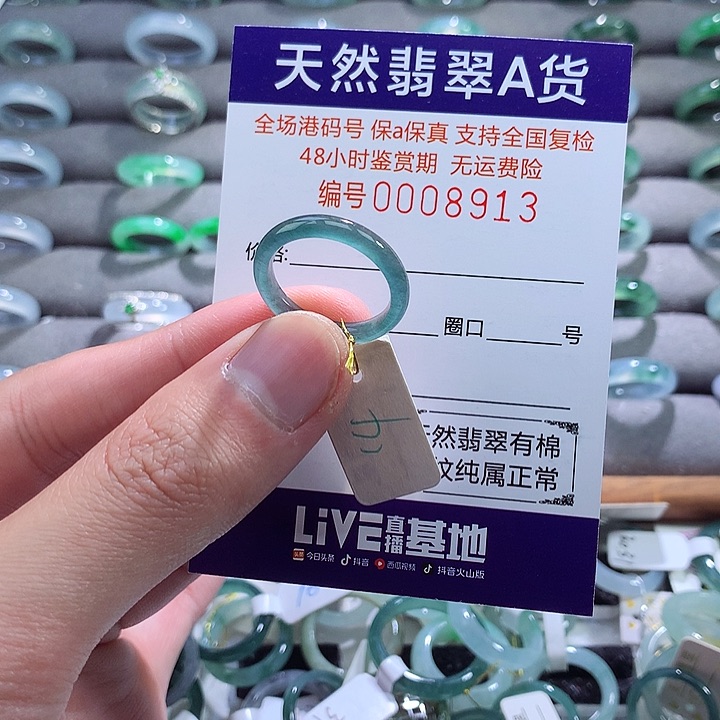 天然翡翠A货
全场港码号 保a保真 支持全国复检
48小时鉴赏期 无运费险
编号0008913
价格:
圈口 号
然翡翠有棉
纹纯属正常
LiVE直播基地
今日头条 抖音 西瓜视频 抖音火山版